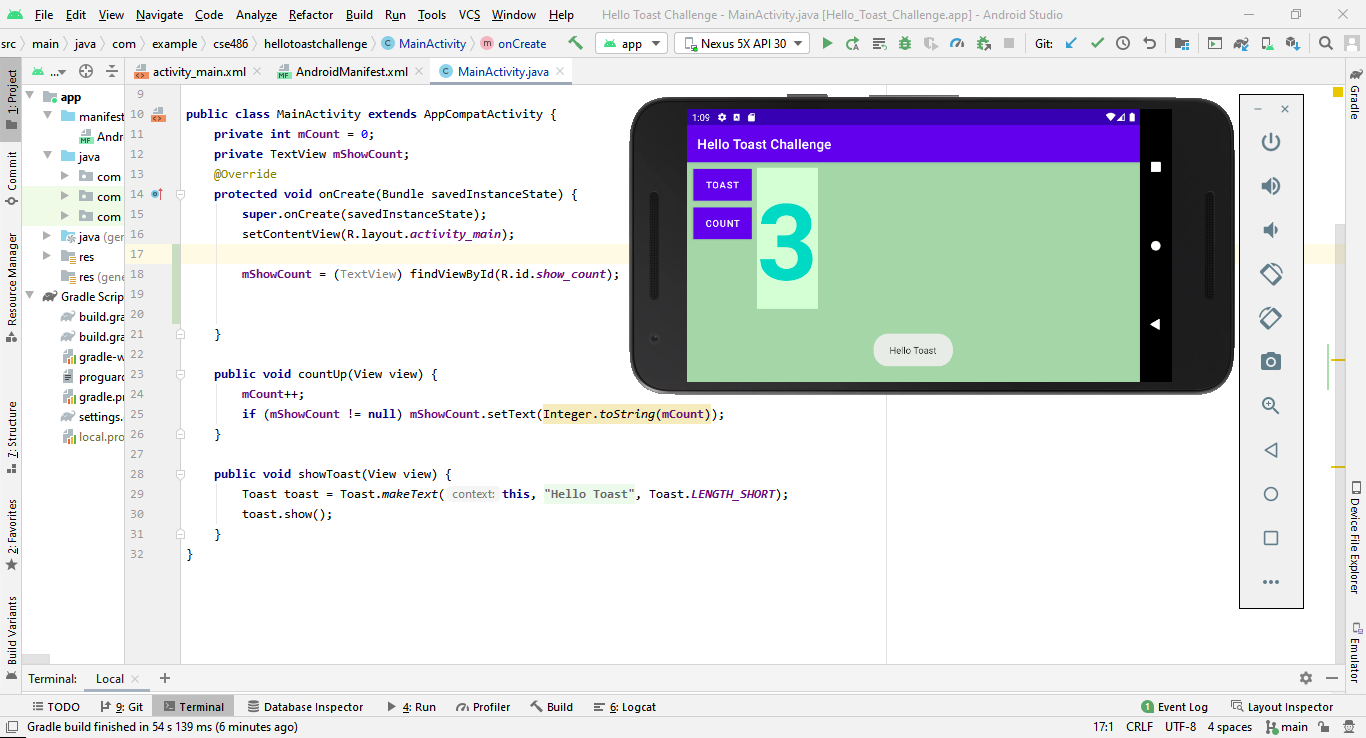 File Edit View Navigate Code Analyze Refactor Build Run Tools VCS Window Help Hello Toast Challenge - MainActivity.java [Hello_Toast_Challenge.app] - Android Studio
src main java com example cse486 hellotoastchallenge C MainActivity m onCreate app Nexus 5X API 30 Git:
1: Project
Commit
Resource Manager
7: Structure
2: Favorites
Build Variants
... activity_main.xml AndroidManifest.xml MainActivity.java
app
manifest
Andr
java
com
com
com
java (ger
res
res (gene
Gradle Scrip
build.gra
build.gra
gradle-w
proguard
gradle.pr
settings.
local.pro
9
10 public class MainActivity extends AppCompatActivity {
11 private int mCount = 0;
12 private TextView mShowCount;
13 @Override
14 protected void onCreate(Bundle savedInstanceState) {
15 super.onCreate(savedInstanceState);
16 setContentView(R.layout.activity_main);
17
18 mShowCount = (TextView) findViewById(R.id.show_count);
19
20
21 }
22
23 public void countUp(View view) {
24 mCount++;
25 if (mShowCount != null) mShowCount.setText(Integer.toString(mCount));
26 }
27
28 public void showToast(View view) {
29 Toast toast = Toast.makeText( context: this, "Hello Toast", Toast.LENGTH_SHORT);
30 toast.show();
31 }
32 }
1:09
Hello Toast Challenge
TOAST
COUNT
3
Hello Toast
Gradle
Device File Explorer
Emulator
Terminal: Local
TODO 9: Git Terminal Database Inspector 4: Run Profiler Build 6: Logcat 1 Event Log Layout Inspector
Gradle build finished in 54 s 139 ms (6 minutes ago) 17:1 CRLF UTF-8 4 spaces main